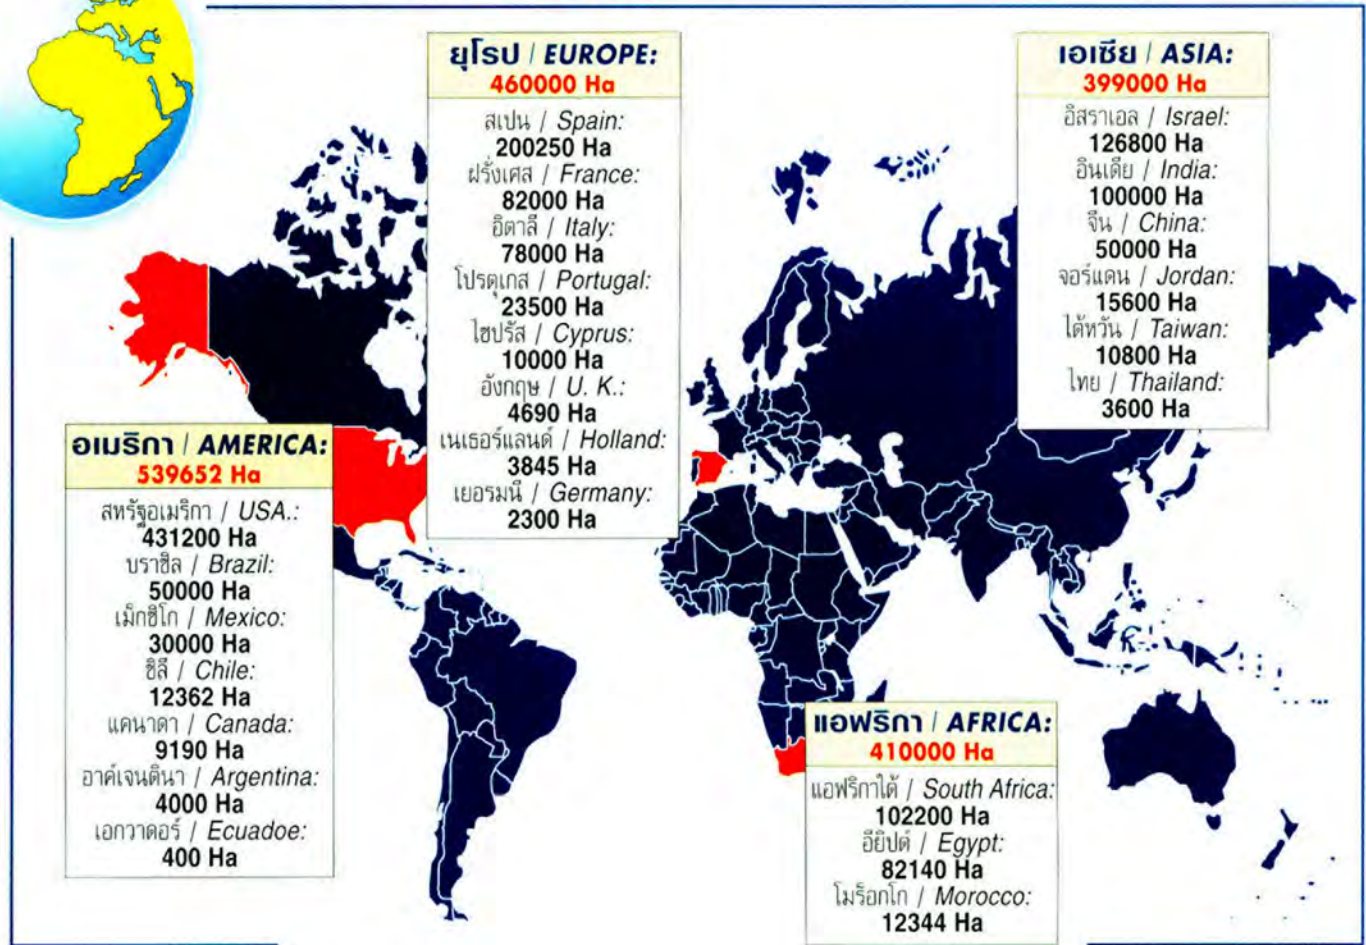 ยุโรป / EUROPE:
460000 Ha
สเปน / Spain:
200250 Ha
ฝรั่งเศส / France:
82000 Ha
อิตาลี / Italy:
78000 Ha
โปรตุเกส / Portugal:
23500 Ha
ไซปรัส / Cyprus:
10000 Ha
อังกฤษ / U. K.:
4690 Ha
เนเธอร์แลนด์ / Holland:
3845 Ha
เยอรมนี / Germany:
2300 Ha
เอเซีย / ASIA:
399000 Ha
อิสราเอล / Israel:
126800 Ha
อินเดีย / India:
100000 Ha
จีน / China:
50000 Ha
จอร์แดน / Jordan:
15600 Ha
ไต้หวัน / Taiwan:
10800 Ha
ไทย / Thailand:
3600 Ha
อเมริกา / AMERICA:
539652 Ha
สหรัฐอเมริกา / USA.:
431200 Ha
บราซิล / Brazil:
50000 Ha
เม็กซิโก / Mexico:
30000 Ha
ชิลี / Chile:
12362 Ha
แคนาดา / Canada:
9190 Ha
อาค์เจนตินา / Argentina:
4000 Ha
เอกวาดอร์ / Ecuadoe:
400 Ha
แอฟริกา / AFRICA:
410000 Ha
แอฟริกาใต้ / South Africa:
102200 Ha
อียิปต์ / Egypt:
82140 Ha
โมร็อกโก / Morocco:
12344 Ha